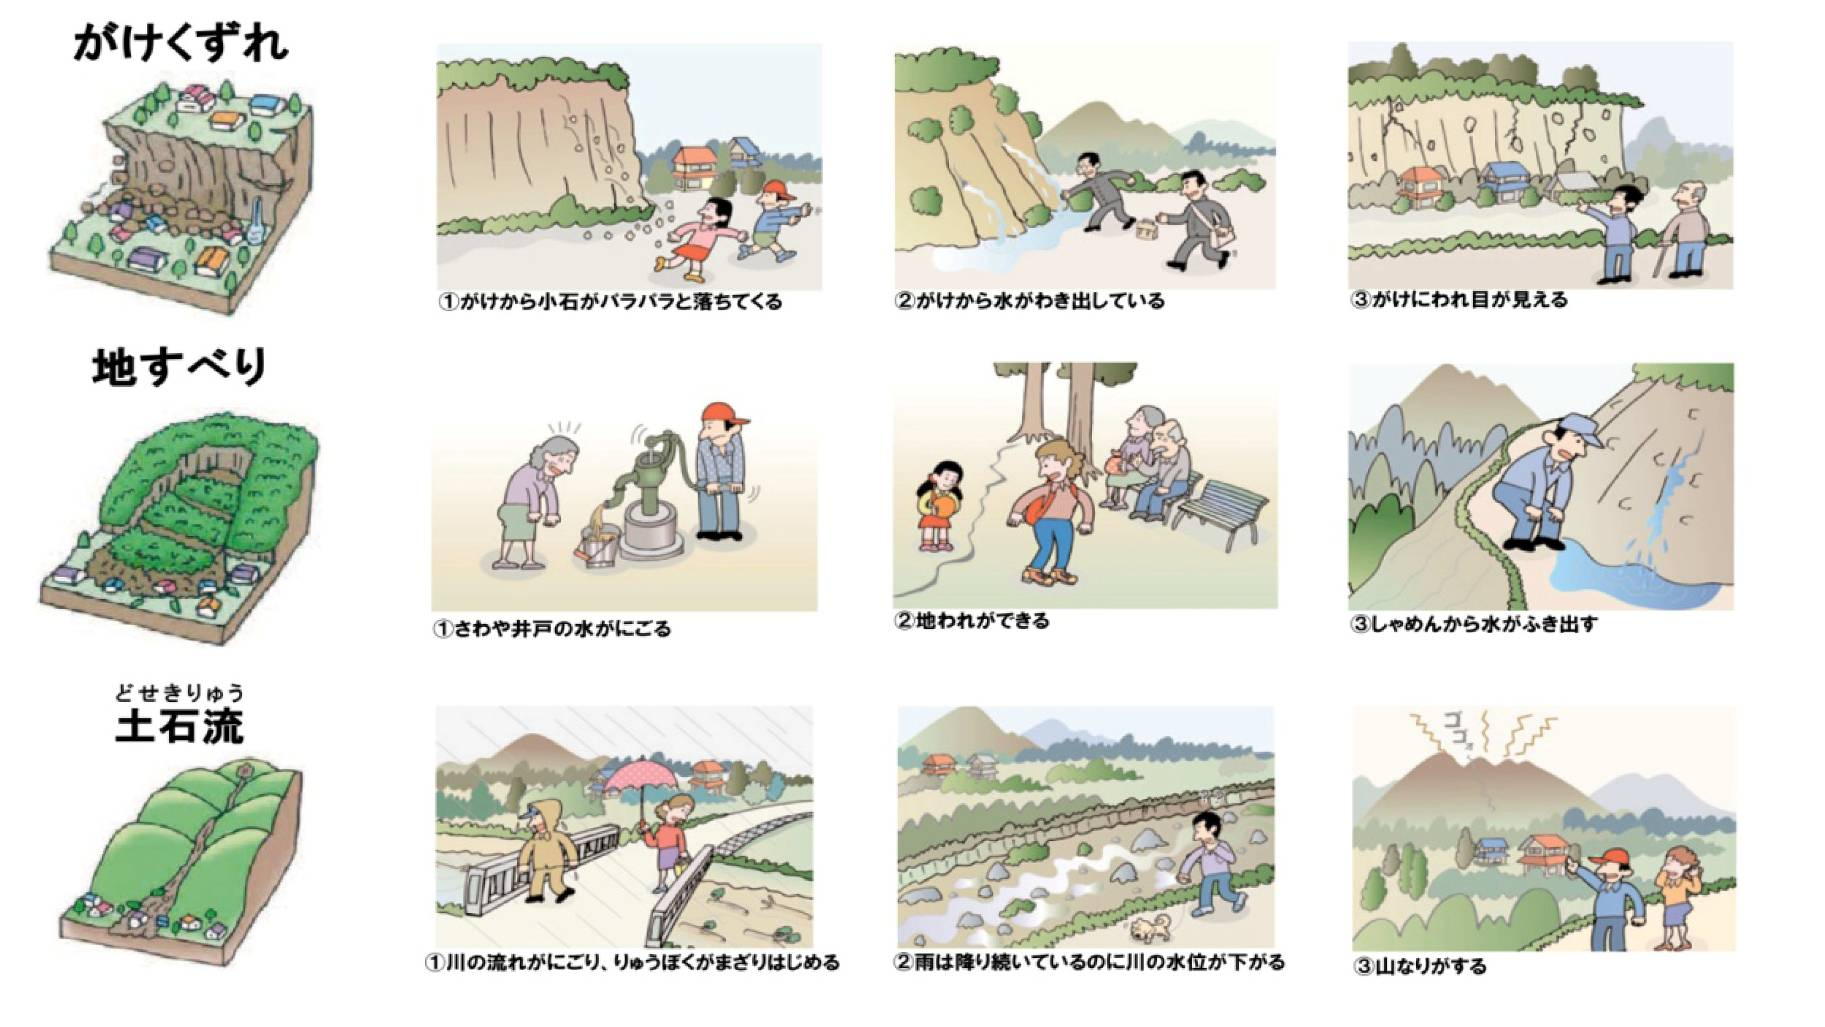 がけくずれ
①がけから小石がパラパラと落ちてくる
②がけから水がわき出している
③がけにわれ目が見える
地すべり
①さわや井戸の水がにごる
②地われができる
③しゃめんから水がふき出す
どせきりゅう
土石流
①川の流れがにごり、りゅうぼくがまざりはじめる
②雨は降り続いているのに川の水位が下がる
ゴゴォ
③山なりがする